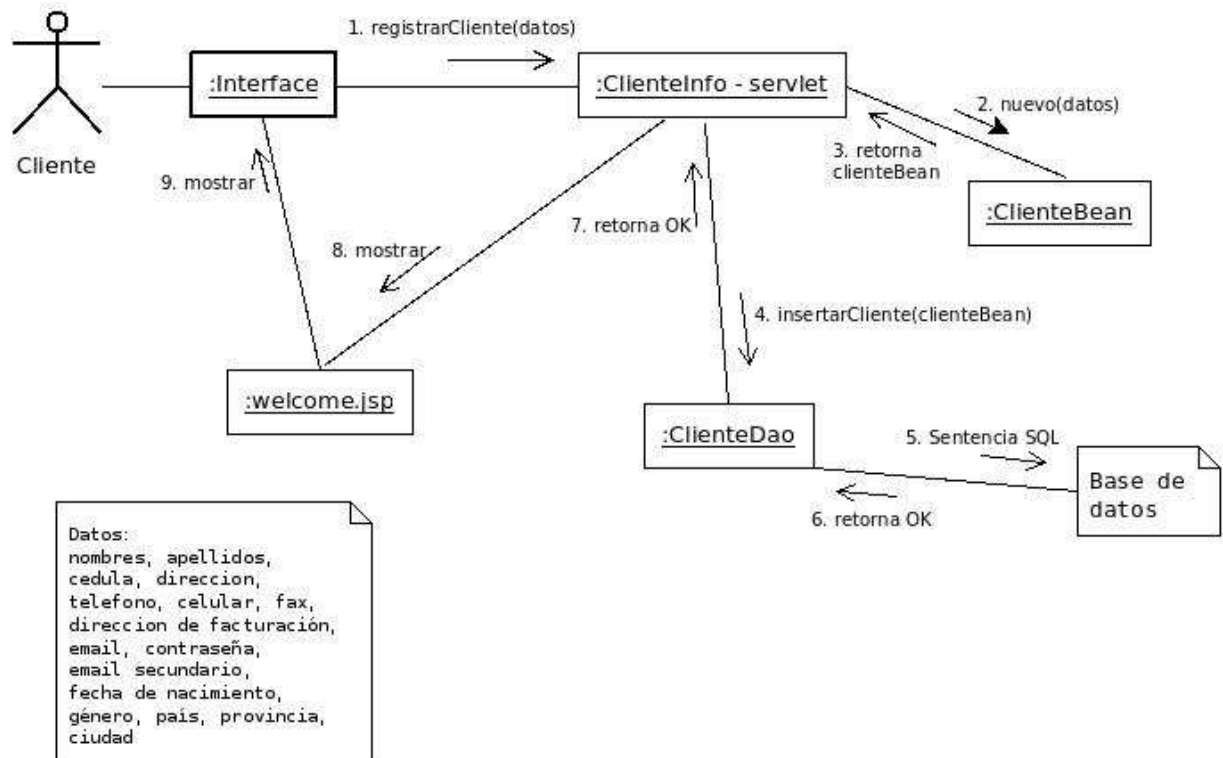 1. registrarCliente(datos)
:Interface
:ClienteInfo - servlet
2. nuevo(datos)
Cliente
3. retorna
clienteBean
9. mostrar
:ClienteBean
7. retorna OK
8. mostrar
4. insertarCliente(clienteBean)
:welcome.jsp
:ClienteDao
5. Sentencia SQL
Base de
datos
6. retorna OK
Datos:
nombres, apellidos,
cedula, direccion,
telefono, celular, fax,
direccion de facturación,
email, contraseña,
email secundario,
fecha de nacimiento,
género, país, provincia,
ciudad